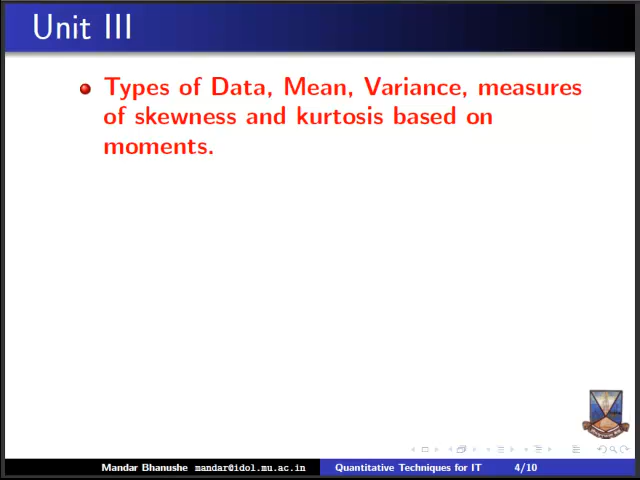 Unit III
Types of Data, Mean, Variance, measures
of skewness and kurtosis based on
moments.
Mandar Bhanushe mandar@idol.mu.ac.in Quantitative Techniques for IT 4/10